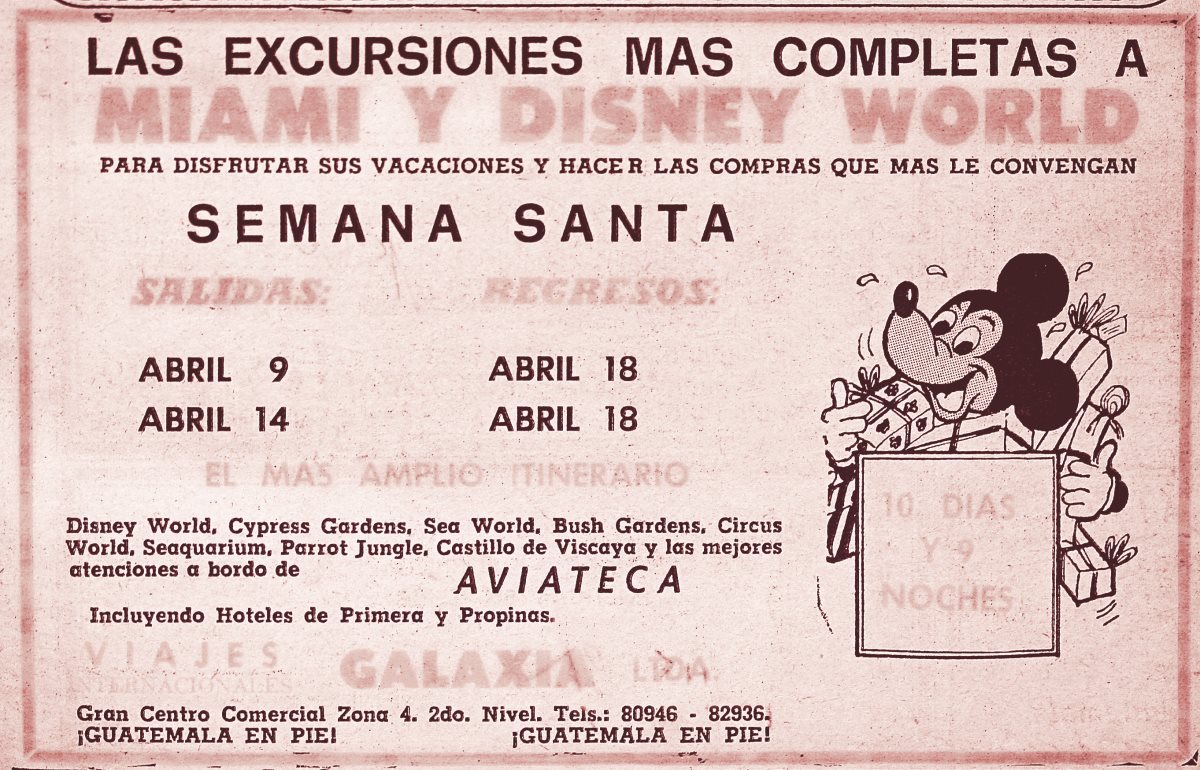 LAS EXCURSIONES MAS COMPLETAS A
MIAMI Y DISNEY WORLD
PARA DISFRUTAR SUS VACACIONES Y HACER LAS COMPRAS QUE MAS LE CONVENGAN
SEMANA SANTA
SALIDAS: REGRESOS:
ABRIL 9 ABRIL 18
ABRIL 14 ABRIL 18
EL MAS AMPLIO ITINERARIO
Disney World, Cypress Gardens, Sea World, Bush Gardens, Circus
World, Seaquarium, Parrot Jungle, Castillo de Viscaya y las mejores
atenciones a bordo de AVIATECA
Incluyendo Hoteles de Primera y Propinas.
10 DIAS
Y 9
NOCHES
VIAJES GALAXIA LTDA.
INTERNACIONALES
Gran Centro Comercial Zona 4. 2do. Nivel. Tels.: 80946 - 82936.
¡GUATEMALA EN PIE! ¡GUATEMALA EN PIE!